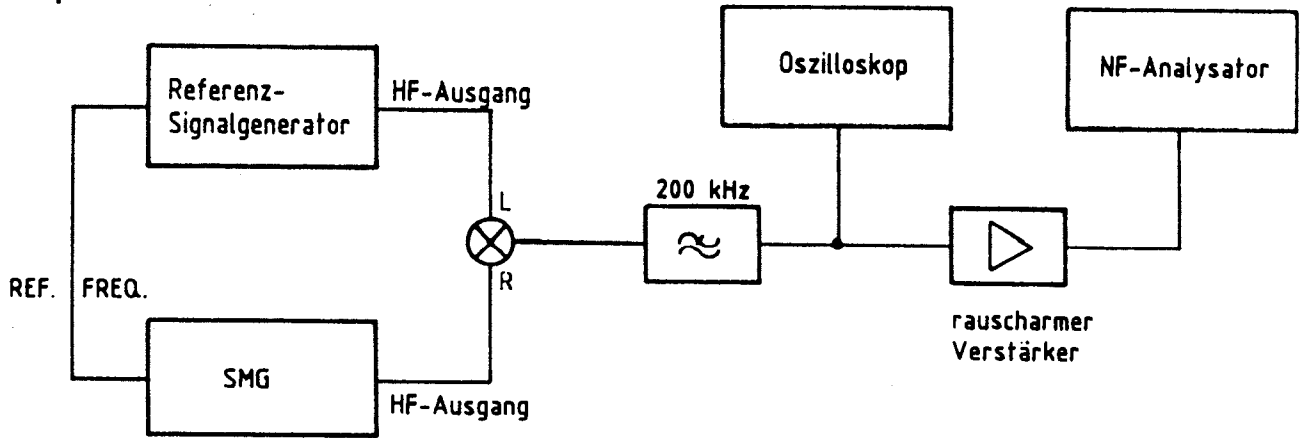 Oszilloskop
NF-Analysator
Referenz-
Signalgenerator
HF-Ausgang
200 kHz
L
R
REF. FREQ.
SMG
HF-Ausgang
rauscharmer
Verstärker